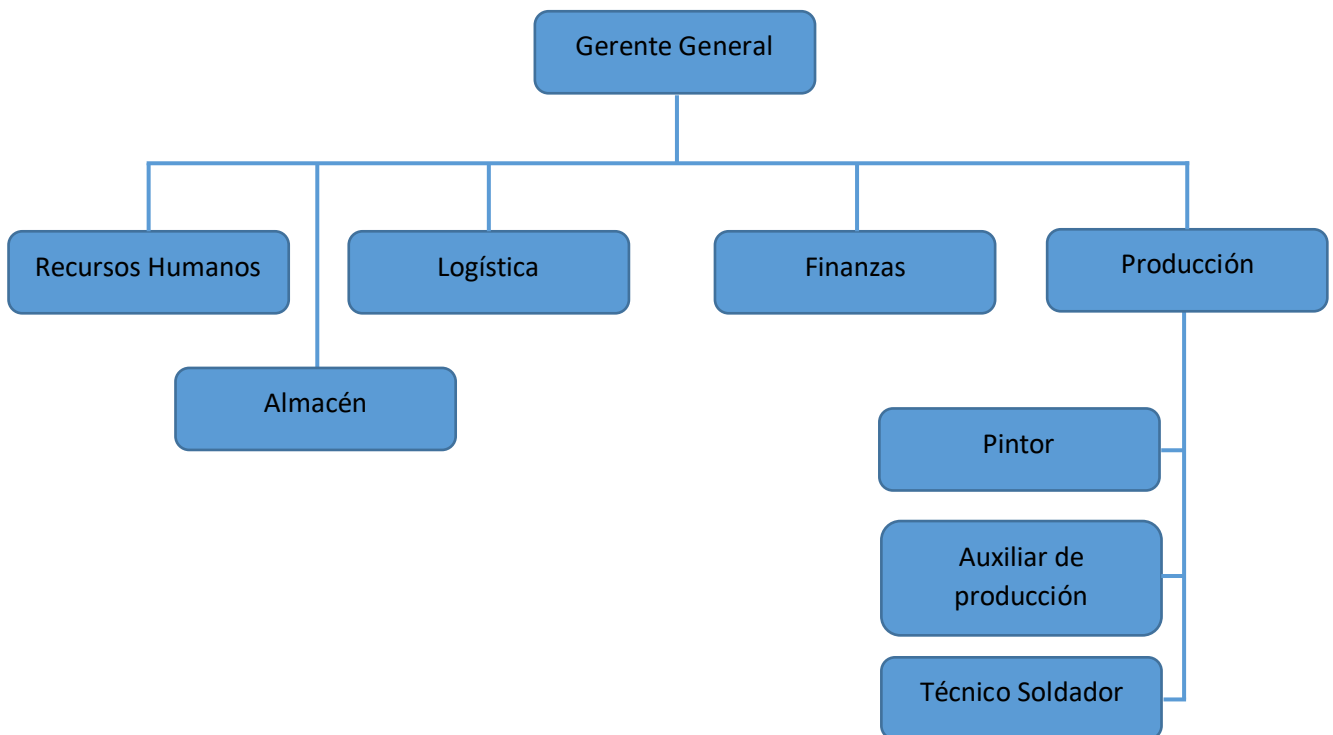 Gerente General
Recursos Humanos
Logística
Finanzas
Producción
Almacén
Pintor
Auxiliar de
producción
Técnico Soldador